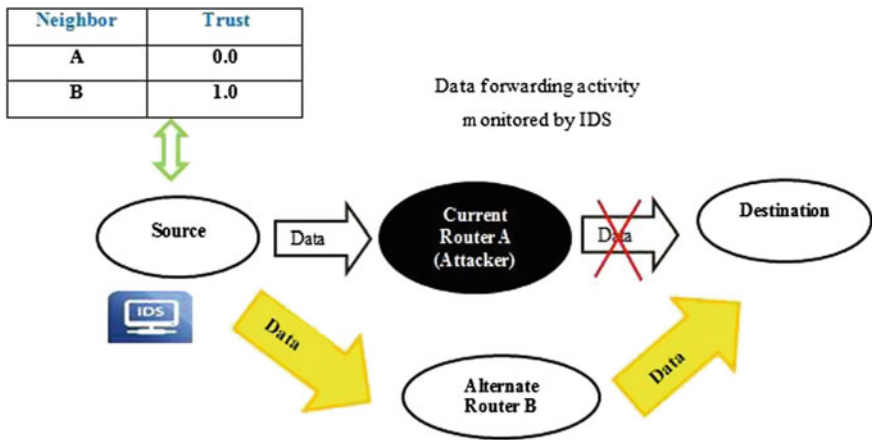 Neighbor Trust
A 0.0
B 1.0
Data forwarding activity
monitored by IDS
Source
Data
Current
Router A
(Attacker)
Data
Destination
IDS
Data
Alternate
Router B
Data